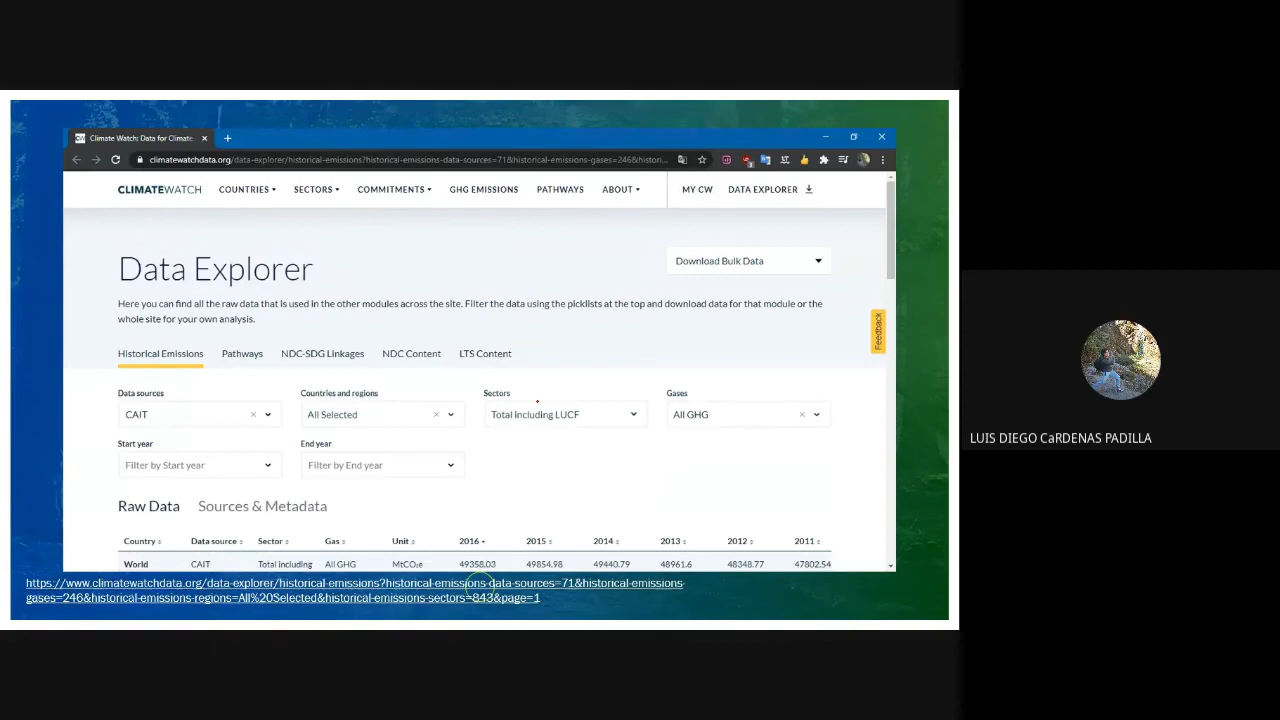 Climate Watch: Data for Climate
climatewatchdata.org/data-explorer/historical-emissions?historical-emissions-data-sources=71&historical-emissions-gases=246&histori...
CLIMATEWATCH COUNTRIES SECTORS COMMITMENTS GHG EMISSIONS PATHWAYS ABOUT MY CW DATA EXPLORER
Data Explorer
Download Bulk Data
Here you can find all the raw data that is used in the other modules across the site. Filter the data using the picklists at the top and download data for that module or the
whole site for your own analysis.
Feedback
Historical Emissions Pathways NDC-SDG Linkages NDC Content LTS Content
Data sources Countries and regions Sectors Gases
CAIT All Selected Total including LUCF All GHG
Start year End year
Filter by Start year Filter by End year
Raw Data Sources & Metadata
Country Data source Sector Gas Unit 2016 2015 2014 2013 2012 2011
World CAIT Total including All GHG MtCO₂e 49358.03 49854.98 49440.79 48961.6 48348.77 47802.54
https://www.climatewatchdata.org/data-explorer/historical-emissions?historical-emissions-data-sources=71&historical-emissions-
gases=246&historical-emissions-regions=All%20Selected&historical-emissions-sectors=843&page=1
LUIS DIEGO CaRDENAS PADILLA